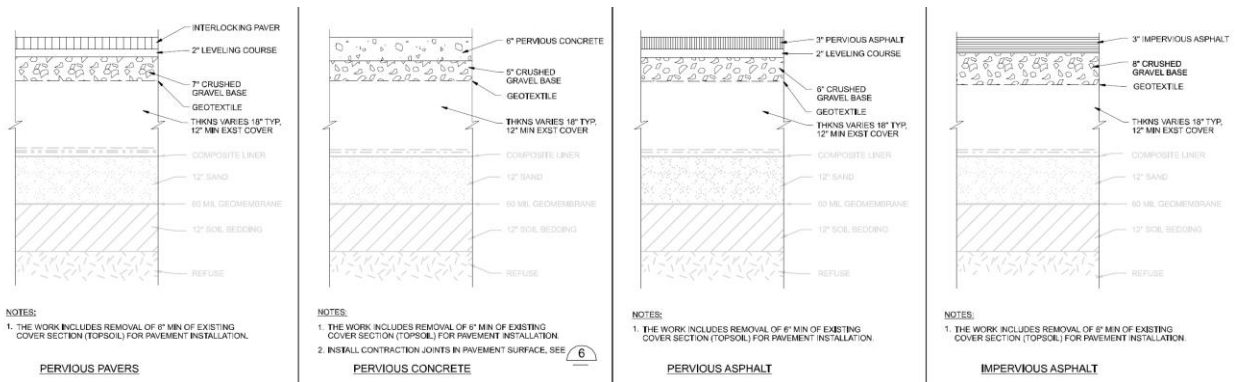 INTERLOCKING PAVER
2" LEVELING COURSE
7" CRUSHED
GRAVEL BASE
GEOTEXTILE
THKNS VARIES 18" TYP,
12" MIN EXST COVER
COMPOSITE LINER
12" SAND
60 MIL GEOMEMBRANE
12" SOIL BEDDING
REFUSE
NOTES:
1. THE WORK INCLUDES REMOVAL OF 6" MIN OF EXISTING
COVER SECTION (TOPSOIL) FOR PAVEMENT INSTALLATION.
PERVIOUS PAVERS
6" PERVIOUS CONCRETE
5" CRUSHED
GRAVEL BASE
GEOTEXTILE
THKNS VARIES 18" TYP,
12" MIN EXST COVER
COMPOSITE LINER
12" SAND
60 MIL GEOMEMBRANE
12" SOIL BEDDING
REFUSE
NOTES:
1. THE WORK INCLUDES REMOVAL OF 6" MIN OF EXISTING
COVER SECTION (TOPSOIL) FOR PAVEMENT INSTALLATION.
2. INSTALL CONTRACTION JOINTS IN PAVEMENT SURFACE, SEE 6
PERVIOUS CONCRETE
3" PERVIOUS ASPHALT
2" LEVELING COURSE
6" CRUSHED
GRAVEL BASE
GEOTEXTILE
THKNS VARIES 18" TYP,
12" MIN EXST COVER
COMPOSITE LINER
12" SAND
60 MIL GEOMEMBRANE
12" SOIL BEDDING
REFUSE
NOTES:
1. THE WORK INCLUDES REMOVAL OF 6" MIN OF EXISTING
COVER SECTION (TOPSOIL) FOR PAVEMENT INSTALLATION.
PERVIOUS ASPHALT
3" IMPERVIOUS ASPHALT
8" CRUSHED
GRAVEL BASE
GEOTEXTILE
THKNS VARIES 18" TYP,
12" MIN EXST COVER
COMPOSITE LINER
12" SAND
60 MIL GEOMEMBRANE
12" SOIL BEDDING
REFUSE
NOTES:
1. THE WORK INCLUDES REMOVAL OF 6" MIN OF EXISTING
COVER SECTION (TOPSOIL) FOR PAVEMENT INSTALLATION.
IMPERVIOUS ASPHALT